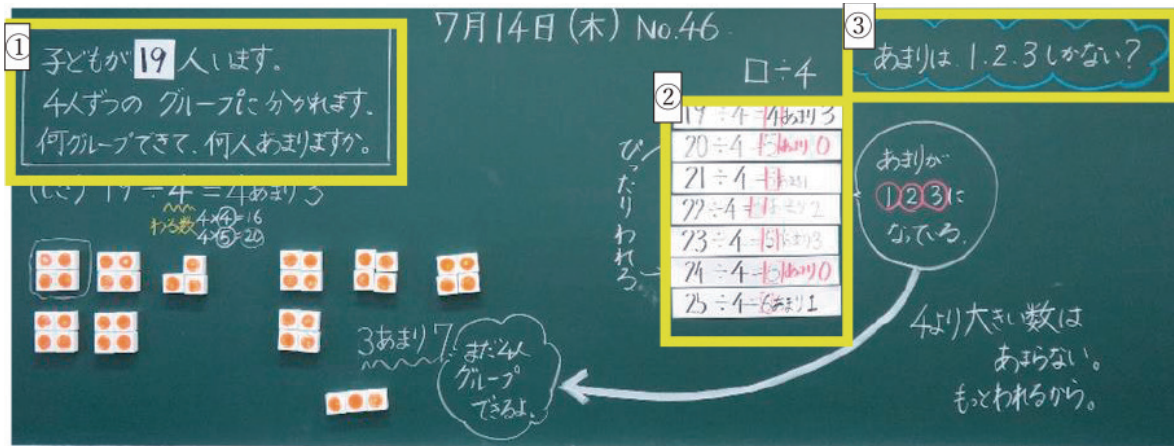 7月14日(木) No.46
①
子どもが19人います。
4人ずつの グループに分かれます。
何グループできて、何人あまりますか。
(しき) 19÷4=4あまり3
わる数
4×④=16
4×⑤=20
3あまり7
まだ4人
グループ
できるよ。
□÷4
②
19÷4=4あまり3
20÷4=5あまり0
21÷4=5あまり1
22÷4=5あまり2
23÷4=5あまり3
24÷4=あまり0
25÷4=6あまり1
ぴったりわれる
③
あまりは、1.2.3しかない?
あまりが
①②③に
なっている。
4より大きい数は
あまらない。
もっとわれるから。